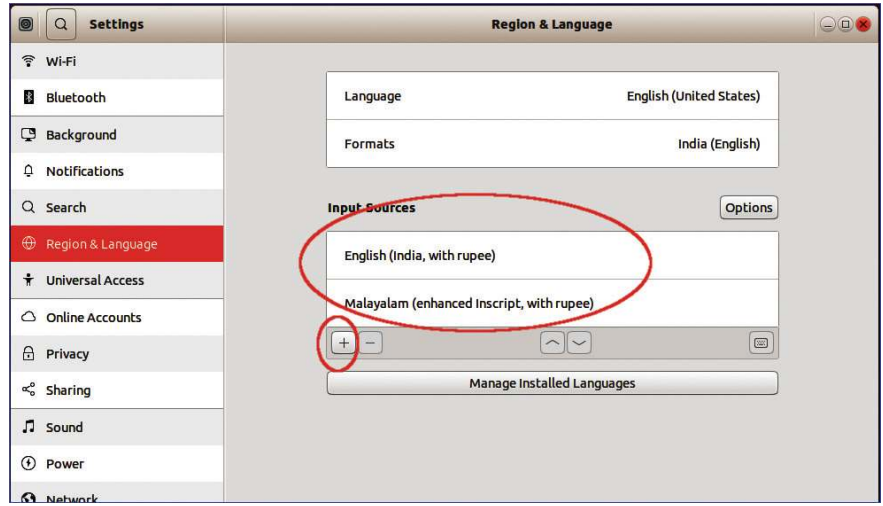 Settings
Region & Language
Wi-Fi
Bluetooth
Background
Notifications
Search
Region & Language
Universal Access
Online Accounts
Privacy
Sharing
Sound
Power
Network
Language English (United States)
Formats India (English)
Input Sources Options
English (India, with rupee)
Malayalam (enhanced Inscript, with rupee)
Manage Installed Languages